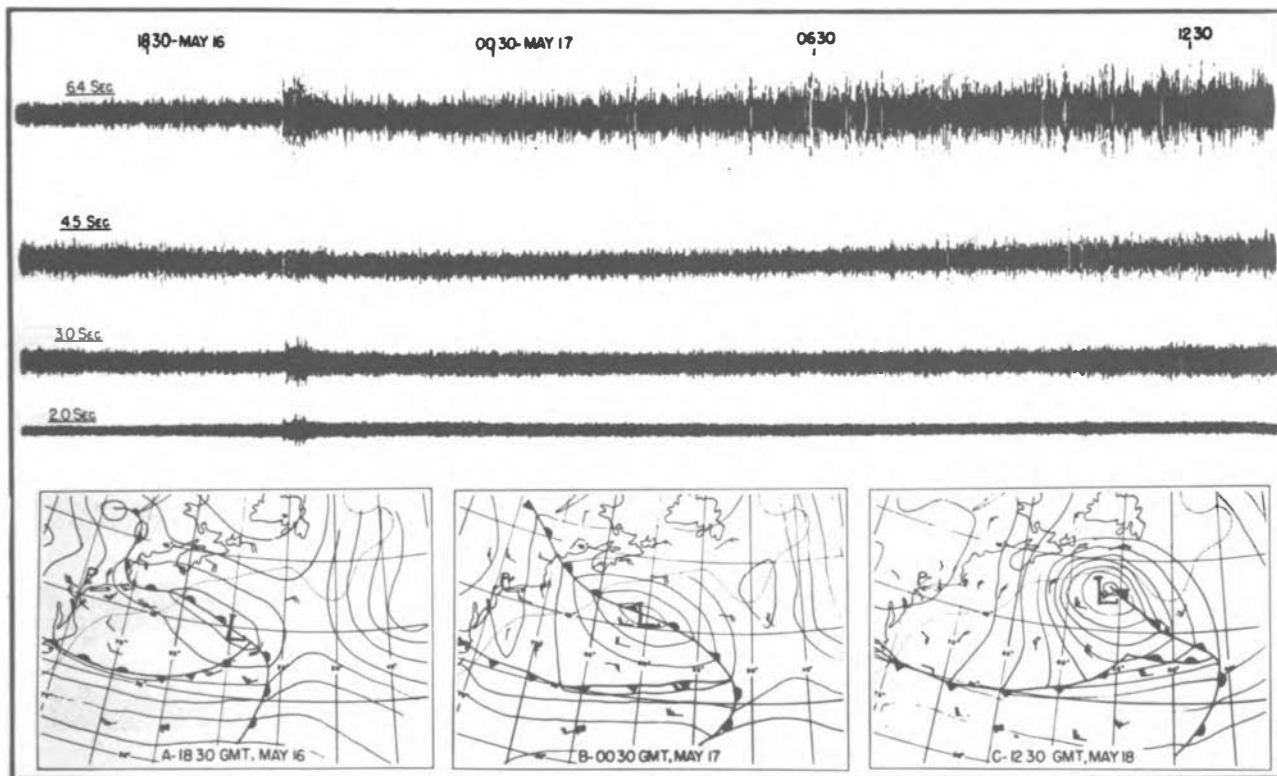 1830-MAY 16
0030-MAY 17
0630
1230
6.4 SEC
4.5 SEC
3.0 SEC
2.0 SEC
L
L
L
A-1830 GMT, MAY 16
B-0030 GMT, MAY 17
C-1230 GMT, MAY 18